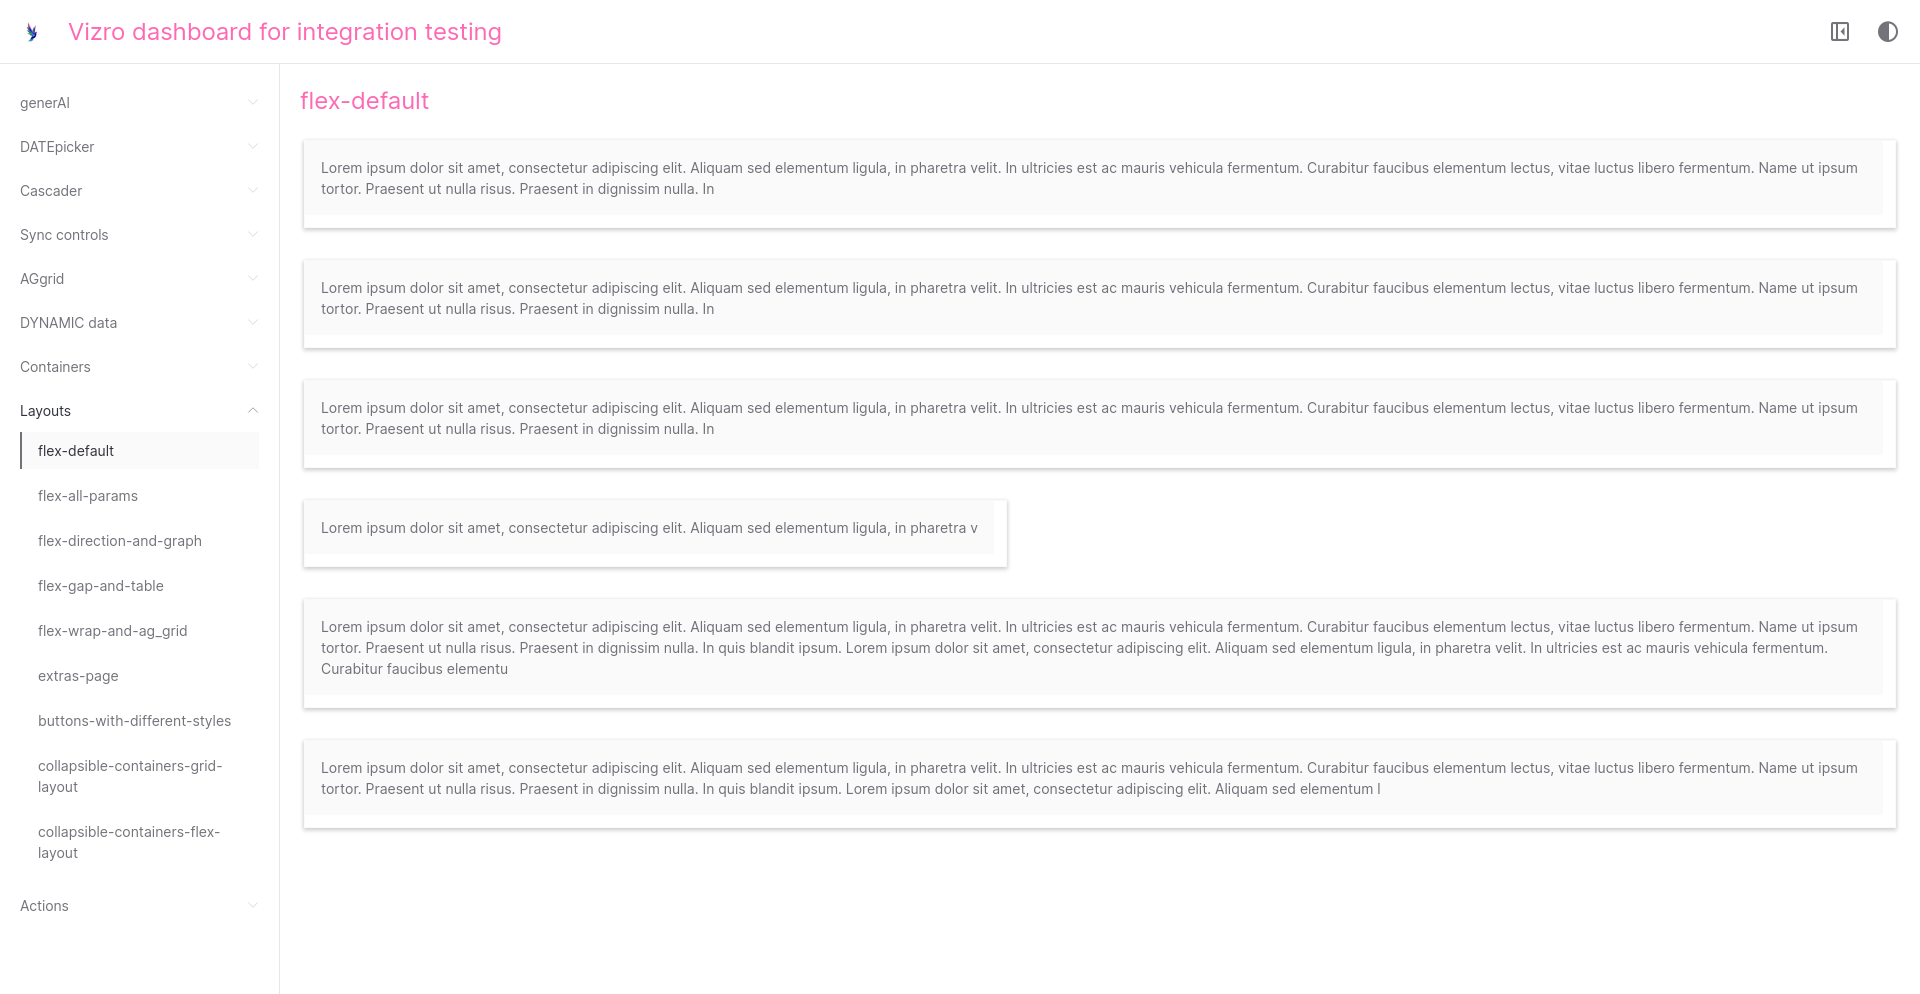 Vizro dashboard for integration testing
generAI
DATEpicker
Cascader
Sync controls
AGgrid
DYNAMIC data
Containers
Layouts
flex-default
flex-all-params
flex-direction-and-graph
flex-gap-and-table
flex-wrap-and-ag_grid
extras-page
buttons-with-different-styles
collapsible-containers-grid-
layout
collapsible-containers-flex-
layout
Actions
flex-default
Lorem ipsum dolor sit amet, consectetur adipiscing elit. Aliquam sed elementum ligula, in pharetra velit. In ultricies est ac mauris vehicula fermentum. Curabitur faucibus elementum lectus, vitae luctus libero fermentum. Name ut ipsum
tortor. Praesent ut nulla risus. Praesent in dignissim nulla. In
Lorem ipsum dolor sit amet, consectetur adipiscing elit. Aliquam sed elementum ligula, in pharetra velit. In ultricies est ac mauris vehicula fermentum. Curabitur faucibus elementum lectus, vitae luctus libero fermentum. Name ut ipsum
tortor. Praesent ut nulla risus. Praesent in dignissim nulla. In
Lorem ipsum dolor sit amet, consectetur adipiscing elit. Aliquam sed elementum ligula, in pharetra velit. In ultricies est ac mauris vehicula fermentum. Curabitur faucibus elementum lectus, vitae luctus libero fermentum. Name ut ipsum
tortor. Praesent ut nulla risus. Praesent in dignissim nulla. In
Lorem ipsum dolor sit amet, consectetur adipiscing elit. Aliquam sed elementum ligula, in pharetra v
Lorem ipsum dolor sit amet, consectetur adipiscing elit. Aliquam sed elementum ligula, in pharetra velit. In ultricies est ac mauris vehicula fermentum. Curabitur faucibus elementum lectus, vitae luctus libero fermentum. Name ut ipsum
tortor. Praesent ut nulla risus. Praesent in dignissim nulla. In quis blandit ipsum. Lorem ipsum dolor sit amet, consectetur adipiscing elit. Aliquam sed elementum ligula, in pharetra velit. In ultricies est ac mauris vehicula fermentum.
Curabitur faucibus elementu
Lorem ipsum dolor sit amet, consectetur adipiscing elit. Aliquam sed elementum ligula, in pharetra velit. In ultricies est ac mauris vehicula fermentum. Curabitur faucibus elementum lectus, vitae luctus libero fermentum. Name ut ipsum
tortor. Praesent ut nulla risus. Praesent in dignissim nulla. In quis blandit ipsum. Lorem ipsum dolor sit amet, consectetur adipiscing elit. Aliquam sed elementum l